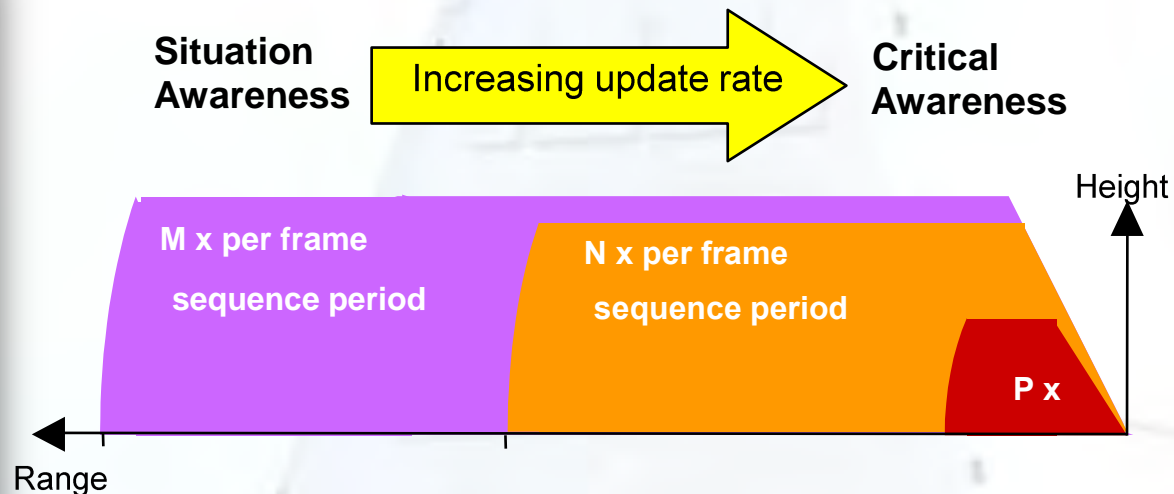 Situation
Awareness
Increasing update rate
Critical
Awareness
Height
M x per frame
sequence period
N x per frame
sequence period
P x
Range